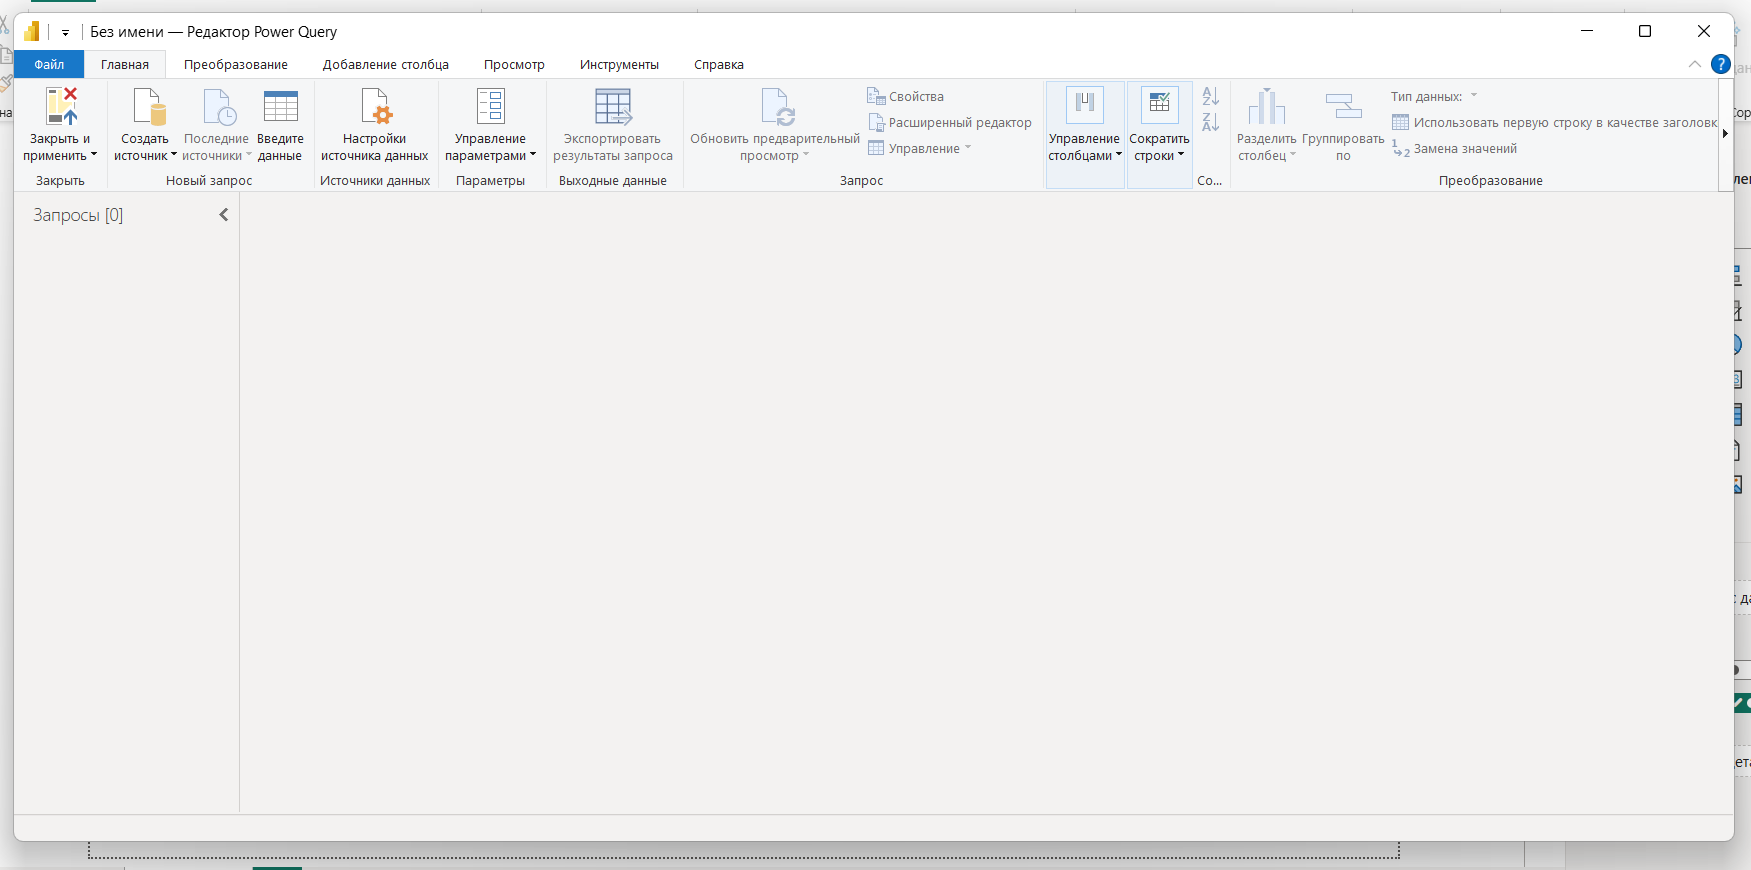 Без имени — Редактор Power Query
Файл
Главная
Преобразование
Добавление столбца
Просмотр
Инструменты
Справка
?
Закрыть и
применить
Закрыть
Создать
источник
Последние
источники
Введите
данные
Новый запрос
Настройки
источника данных
Источники данных
Управление
параметрами
Параметры
Экспортировать
результаты запроса
Выходные данные
Обновить предварительный
просмотр
Свойства
Расширенный редактор
Управление
Запрос
Управление
столбцами
Сократить
строки
Со...
Разделить
столбец
Группировать
по
Тип данных:
Использовать первую строку в качестве заголовк
Замена значений
Преобразование
Запросы [0]